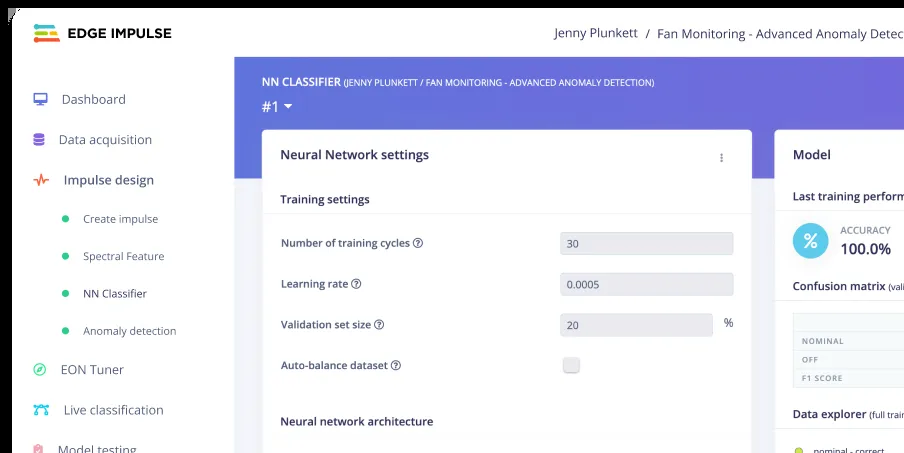 EDGE IMPULSE
Jenny Plunkett / Fan Monitoring - Advanced Anomaly Detec
Dashboard
Data acquisition
Impulse design
Create impulse
Spectral Feature
NN Classifier
Anomaly detection
EON Tuner
Live classification
Model testing
NN CLASSIFIER (JENNY PLUNKETT / FAN MONITORING - ADVANCED ANOMALY DETECTION)
#1
Neural Network settings
Training settings
Number of training cycles ?
30
Learning rate ?
0.0005
Validation set size ?
20
%
Auto-balance dataset ?
Neural network architecture
Model
Last training perform
%
ACCURACY
100.0%
Confusion matrix (vali
NOMINAL
OFF
F1 SCORE
Data explorer (full train
nominal - correct